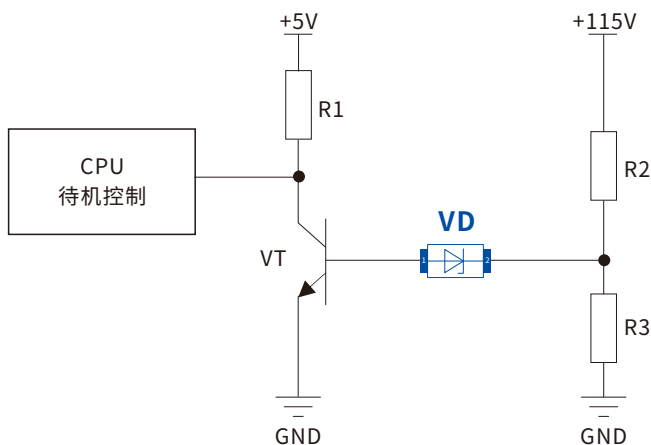 +5V
+115V
R1
CPU
待机控制
R2
VD
VT
1
2
R3
GND
GND